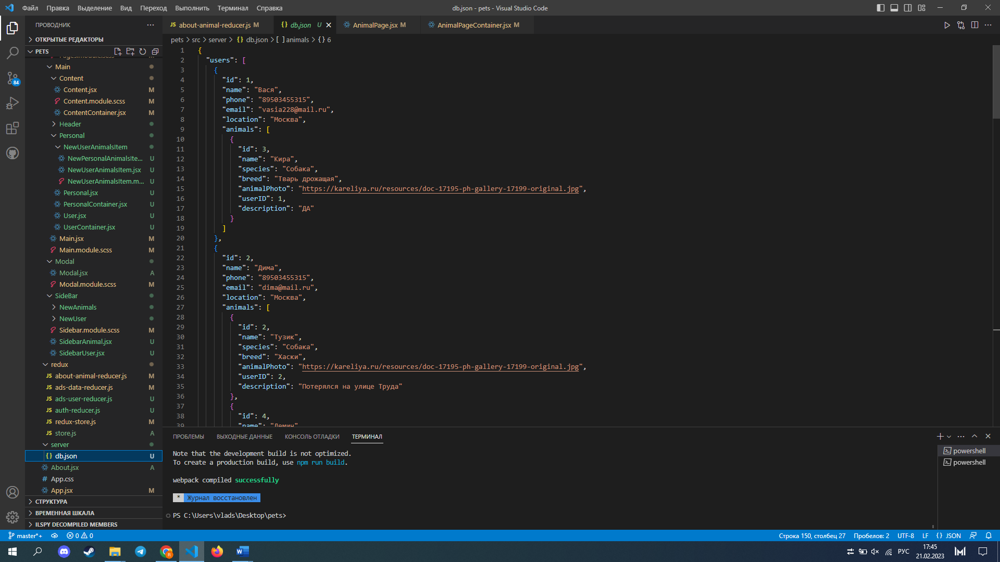 Файл Правка Выделение Вид Переход Выполнить Терминал Справка
db.json - pets - Visual Studio Code
ПРОВОДНИК
ОТКРЫТЫЕ РЕДАКТОРЫ
PETS
Main
Content
Content.jsx M
Content.module.scss M
ContentContainer.jsx M
Header
Personal
NewUserAnimalsItem
NewPersonalAnimalsIte... U
NewUserAnimalsItem.jsx U
NewUserAnimalsItem.m... U
Personal.jsx U
PersonalContainer.jsx U
User.jsx U
UserContainer.jsx U
Main.jsx M
Main.module.scss M
Modal
Modal.jsx A
Modal.module.scss M
SideBar
NewAnimals
NewUser
Sidebar.module.scss M
SidebarAnimal.jsx U
SidebarUser.jsx U
redux
JS about-animal-reducer.js M
JS ads-data-reducer.js M
JS ads-user-reducer.js U
JS auth-reducer.js U
JS redux-store.js M
JS store.js A
server
{} db.json U
About.jsx A
# App.css
App.jsx M
СТРУКТУРА
ВРЕМЕННАЯ ШКАЛА
ILSPY DECOMPILED MEMBERS
84
JS about-animal-reducer.js M
{} db.json U
AnimalPage.jsx M
AnimalPageContainer.jsx M
pets > src > server > {} db.json > [ ] animals > {} 6
1 {
2 "users": [
3 {
4 "id": 1,
5 "name": "Вася",
6 "phone": "89503455315",
7 "email": "vasia228@mail.ru",
8 "location": "Москва",
9 "animals": [
10 {
11 "id": 3,
12 "name": "Кира",
13 "species": "Собака",
14 "breed": "Тварь дрожащая",
15 "animalPhoto": "https://kareliya.ru/resources/doc-17195-ph-gallery-17199-original.jpg",
16 "userID": 1,
17 "description": "ДА"
18 }
19 ]
20 },
21 {
22 "id": 2,
23 "name": "Дима",
24 "phone": "89503455315",
25 "email": "dima@mail.ru",
26 "location": "Москва",
27 "animals": [
28 {
29 "id": 2,
30 "name": "Тузик",
31 "species": "Собака",
32 "breed": "Хаски",
33 "animalPhoto": "https://kareliya.ru/resources/doc-17195-ph-gallery-17199-original.jpg",
34 "userID": 2,
35 "description": "Потерялся на улице Труда"
36 },
37 {
38 "id": 4,
39 "name": "Демин"
ПРОБЛЕМЫ ВЫХОДНЫЕ ДАННЫЕ КОНСОЛЬ ОТЛАДКИ ТЕРМИНАЛ
Note that the development build is not optimized.
To create a production build, use npm run build.
webpack compiled successfully
* Журнал восстановлен
PS C:\Users\vlads\Desktop\pets>
powershell
powershell
master*+ 0 0
Строка 150, столбец 27 Пробелов: 2 UTF-8 LF {} JSON
РУС
17:45
21.02.2023